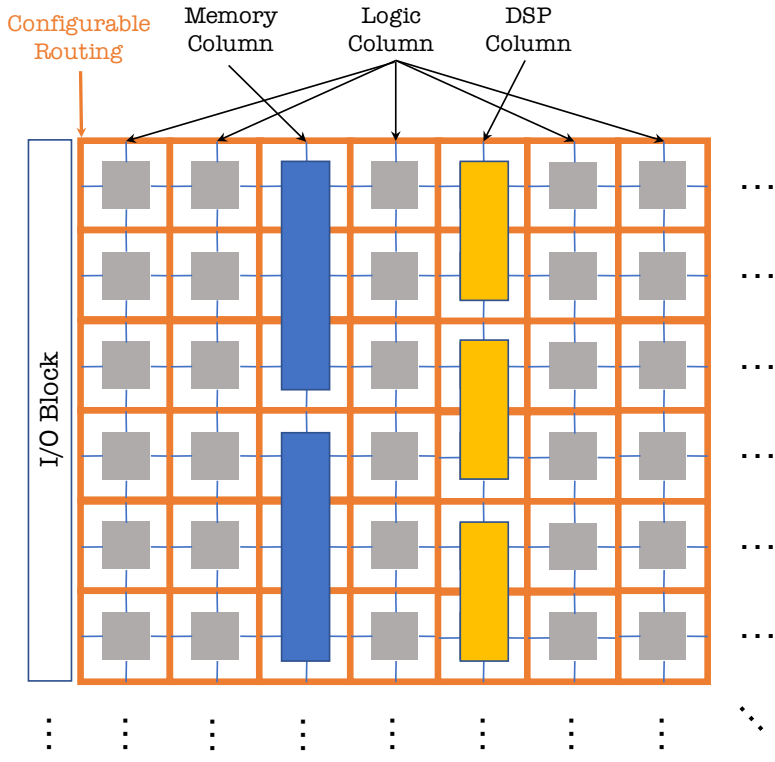 Configurable
Routing
Memory
Column
Logic
Column
DSP
Column
I/O Block